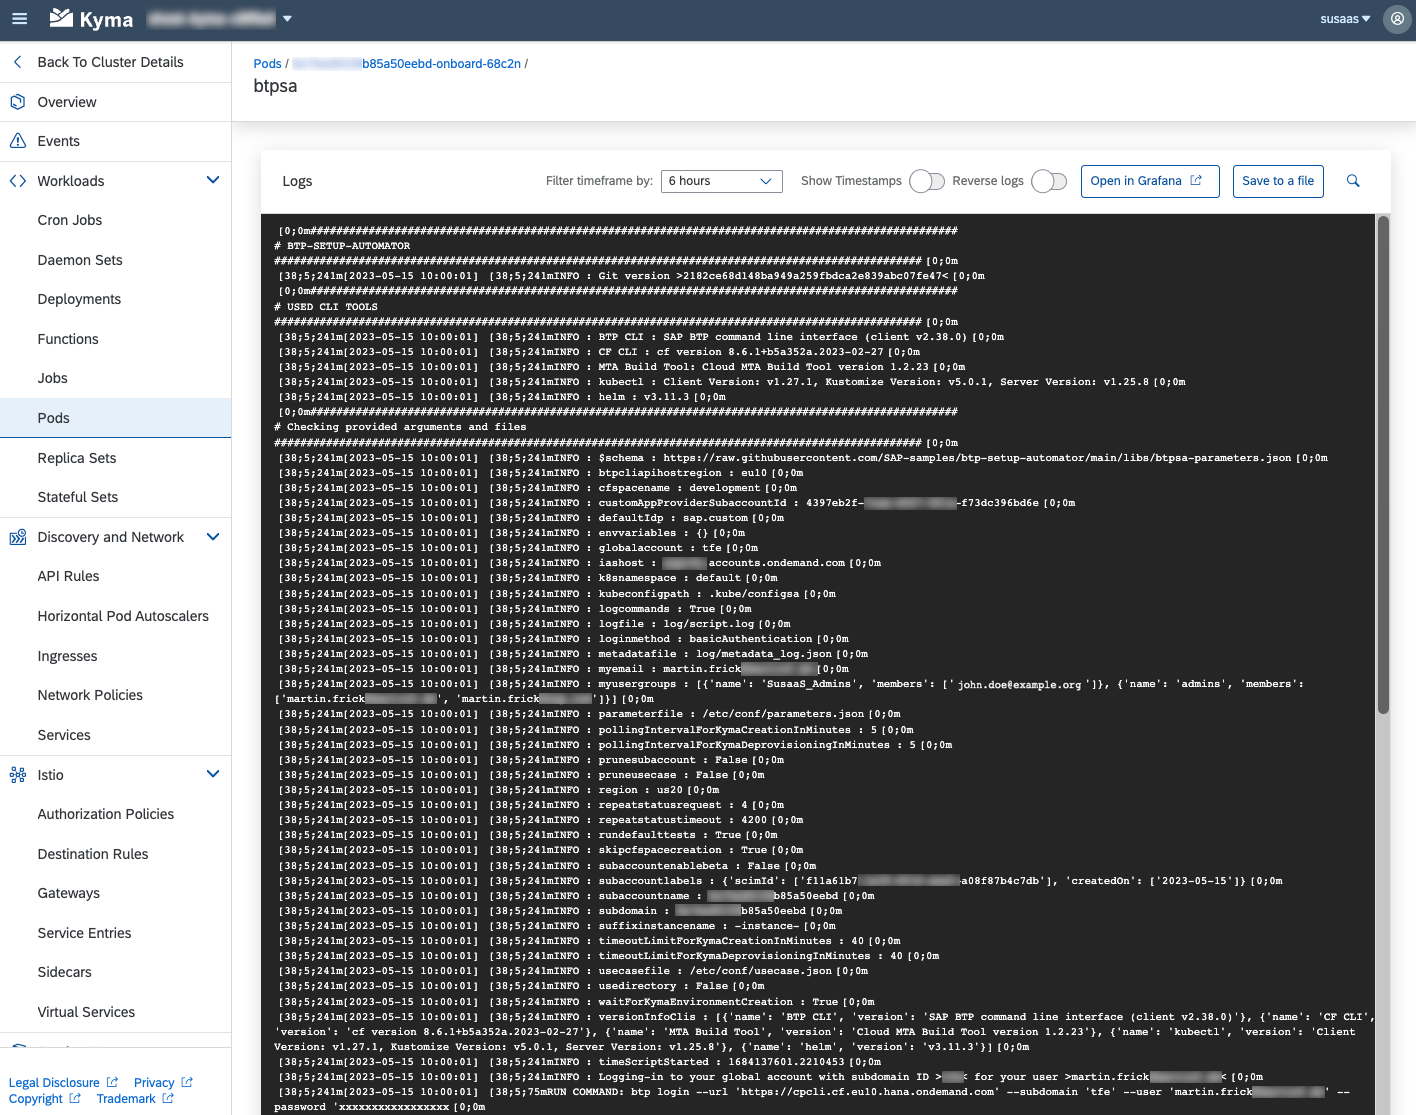 Kyma
susaas
Back To Cluster Details
Overview
Events
Workloads
Cron Jobs
Daemon Sets
Deployments
Functions
Jobs
Pods
Replica Sets
Stateful Sets
Discovery and Network
API Rules
Horizontal Pod Autoscalers
Ingresses
Network Policies
Services
Istio
Authorization Policies
Destination Rules
Gateways
Service Entries
Sidecars
Virtual Services
Legal Disclosure
Privacy
Copyright
Trademark
Pods / b85a50eebd-onboard-68c2n /
btpsa
Logs
Filter timeframe by: 6 hours
Show Timestamps
Reverse logs
Open in Grafana
Save to a file
[0;0m####################################################################################################
# BTP-SETUP-AUTOMATOR
#################################################################################################### [0;0m
[38;5;241m[2023-05-15 10:00:01] [38;5;241mINFO : Git version >2182ce68d148ba949a259fbdca2e839abc07fe47< [0;0m
[0;0m####################################################################################################
# USED CLI TOOLS
#################################################################################################### [0;0m
[38;5;241m[2023-05-15 10:00:01] [38;5;241mINFO : BTP CLI : SAP BTP command line interface (client v2.38.0) [0;0m
[38;5;241m[2023-05-15 10:00:01] [38;5;241mINFO : CF CLI : cf version 8.6.1+b5a352a.2023-02-27 [0;0m
[38;5;241m[2023-05-15 10:00:01] [38;5;241mINFO : MTA Build Tool: Cloud MTA Build Tool version 1.2.23 [0;0m
[38;5;241m[2023-05-15 10:00:01] [38;5;241mINFO : kubectl : Client Version: v1.27.1, Kustomize Version: v5.0.1, Server Version: v1.25.8 [0;0m
[38;5;241m[2023-05-15 10:00:01] [38;5;241mINFO : helm : v3.11.3 [0;0m
[0;0m####################################################################################################
# Checking provided arguments and files
#################################################################################################### [0;0m
[38;5;241m[2023-05-15 10:00:01] [38;5;241mINFO : $schema : https://raw.githubusercontent.com/SAP-samples/btp-setup-automator/main/libs/btpsa-parameters.json [0;0m
[38;5;241m[2023-05-15 10:00:01] [38;5;241mINFO : btpcliapihostregion : eu10 [0;0m
[38;5;241m[2023-05-15 10:00:01] [38;5;241mINFO : cfspacename : development [0;0m
[38;5;241m[2023-05-15 10:00:01] [38;5;241mINFO : customAppProviderSubaccountId : 4397eb2f- -f73dc396bd6e [0;0m
[38;5;241m[2023-05-15 10:00:01] [38;5;241mINFO : defaultIdp : sap.custom [0;0m
[38;5;241m[2023-05-15 10:00:01] [38;5;241mINFO : envvariables : {} [0;0m
[38;5;241m[2023-05-15 10:00:01] [38;5;241mINFO : globalaccount : tfe [0;0m
[38;5;241m[2023-05-15 10:00:01] [38;5;241mINFO : iashost : accounts.ondemand.com [0;0m
[38;5;241m[2023-05-15 10:00:01] [38;5;241mINFO : k8snamespace : default [0;0m
[38;5;241m[2023-05-15 10:00:01] [38;5;241mINFO : kubeconfigpath : .kube/configsa [0;0m
[38;5;241m[2023-05-15 10:00:01] [38;5;241mINFO : logcommands : True [0;0m
[38;5;241m[2023-05-15 10:00:01] [38;5;241mINFO : logfile : log/script.log [0;0m
[38;5;241m[2023-05-15 10:00:01] [38;5;241mINFO : loginmethod : basicAuthentication [0;0m
[38;5;241m[2023-05-15 10:00:01] [38;5;241mINFO : metadatafile : log/metadata_log.json [0;0m
[38;5;241m[2023-05-15 10:00:01] [38;5;241mINFO : myemail : martin.frick [0;0m
[38;5;241m[2023-05-15 10:00:01] [38;5;241mINFO : myusergroups : [{'name': 'SusaaS_Admins', 'members': ['john.doe@example.org']}, {'name': 'admins', 'members':
['martin.frick ', 'martin.frick ']}] [0;0m
[38;5;241m[2023-05-15 10:00:01] [38;5;241mINFO : parameterfile : /etc/conf/parameters.json [0;0m
[38;5;241m[2023-05-15 10:00:01] [38;5;241mINFO : pollingIntervalForKymaCreationInMinutes : 5 [0;0m
[38;5;241m[2023-05-15 10:00:01] [38;5;241mINFO : pollingIntervalForKymaDeprovisioningInMinutes : 5 [0;0m
[38;5;241m[2023-05-15 10:00:01] [38;5;241mINFO : prunesubaccount : False [0;0m
[38;5;241m[2023-05-15 10:00:01] [38;5;241mINFO : pruneusecase : False [0;0m
[38;5;241m[2023-05-15 10:00:01] [38;5;241mINFO : region : us20 [0;0m
[38;5;241m[2023-05-15 10:00:01] [38;5;241mINFO : repeatstatusrequest : 4 [0;0m
[38;5;241m[2023-05-15 10:00:01] [38;5;241mINFO : repeatstatustimeout : 4200 [0;0m
[38;5;241m[2023-05-15 10:00:01] [38;5;241mINFO : rundefaulttests : True [0;0m
[38;5;241m[2023-05-15 10:00:01] [38;5;241mINFO : skipcfspacecreation : True [0;0m
[38;5;241m[2023-05-15 10:00:01] [38;5;241mINFO : subaccountenablebeta : False [0;0m
[38;5;241m[2023-05-15 10:00:01] [38;5;241mINFO : subaccountlabels : {'scimId': ['f11a61b7 -a08f87b4c7db'], 'createdOn': ['2023-05-15']} [0;0m
[38;5;241m[2023-05-15 10:00:01] [38;5;241mINFO : subaccountname : b85a50eebd [0;0m
[38;5;241m[2023-05-15 10:00:01] [38;5;241mINFO : subdomain : b85a50eebd [0;0m
[38;5;241m[2023-05-15 10:00:01] [38;5;241mINFO : suffixinstancename : -instance- [0;0m
[38;5;241m[2023-05-15 10:00:01] [38;5;241mINFO : timeoutLimitForKymaCreationInMinutes : 40 [0;0m
[38;5;241m[2023-05-15 10:00:01] [38;5;241mINFO : timeoutLimitForKymaDeprovisioningInMinutes : 40 [0;0m
[38;5;241m[2023-05-15 10:00:01] [38;5;241mINFO : usecasefile : /etc/conf/usecase.json [0;0m
[38;5;241m[2023-05-15 10:00:01] [38;5;241mINFO : usedirectory : False [0;0m
[38;5;241m[2023-05-15 10:00:01] [38;5;241mINFO : waitForKymaEnvironmentCreation : True [0;0m
[38;5;241m[2023-05-15 10:00:01] [38;5;241mINFO : versionInfoClis : [{'name': 'BTP CLI', 'version': 'SAP BTP command line interface (client v2.38.0)'}, {'name': 'CF CLI',
'version': 'cf version 8.6.1+b5a352a.2023-02-27'}, {'name': 'MTA Build Tool', 'version': 'Cloud MTA Build Tool version 1.2.23'}, {'name': 'kubectl', 'version': 'Client
Version: v1.27.1, Kustomize Version: v5.0.1, Server Version: v1.25.8'}, {'name': 'helm', 'version': 'v3.11.3'}] [0;0m
[38;5;241m[2023-05-15 10:00:01] [38;5;241mINFO : timeScriptStarted : 1684137601.2210453 [0;0m
[38;5;241m[2023-05-15 10:00:01] [38;5;241mINFO : Logging-in to your global account with subdomain ID > < for your user >martin.frick < [0;0m
[38;5;241m[2023-05-15 10:00:01] [38;5;75mRUN COMMAND: btp login --url 'https://cpcli.cf.eu10.hana.ondemand.com' --subdomain 'tfe' --user 'martin.frick ' --
password 'xxxxxxxxxxxxxxxxx [0;0m